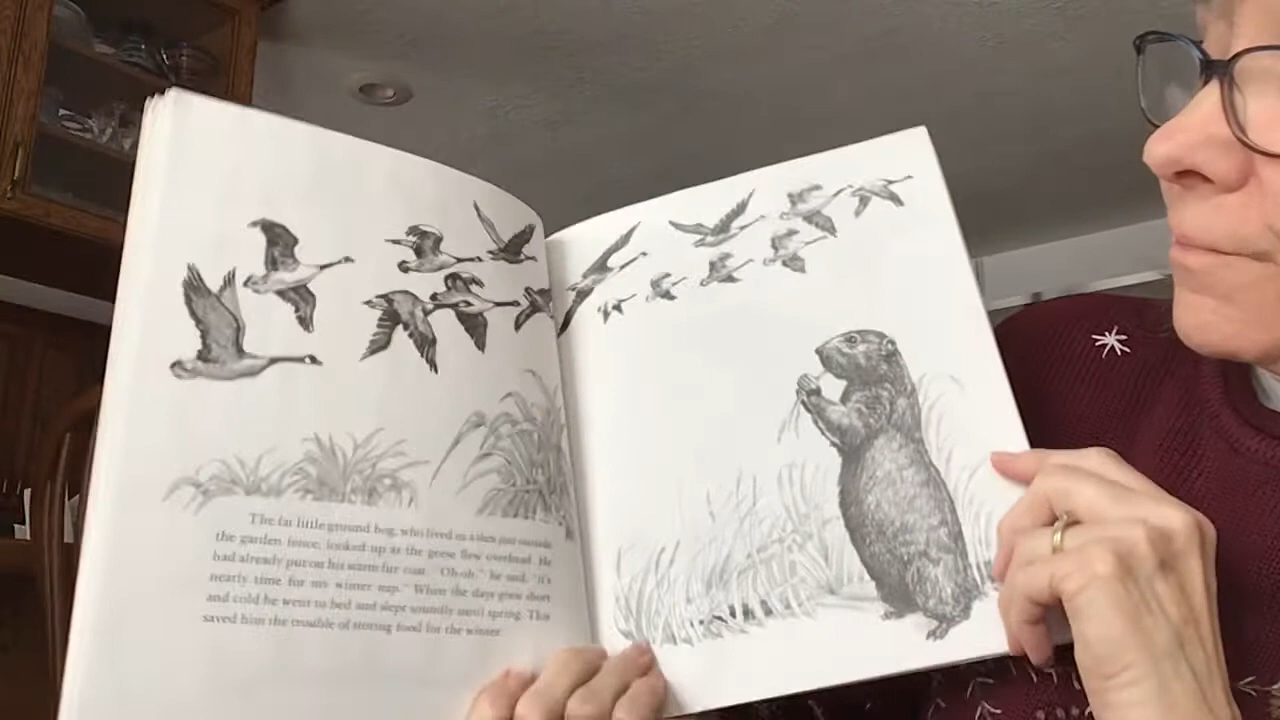 The fat little ground hog, who lived in a den just outside
the garden fence, looked up as the geese flew overhead. He
had already put on his warm fur coat. "Oh-oh," he said, "it's
nearly time for my winter nap." When the days grew short
and cold he went to bed and slept soundly until spring. This
saved him the trouble of storing food for the winter.